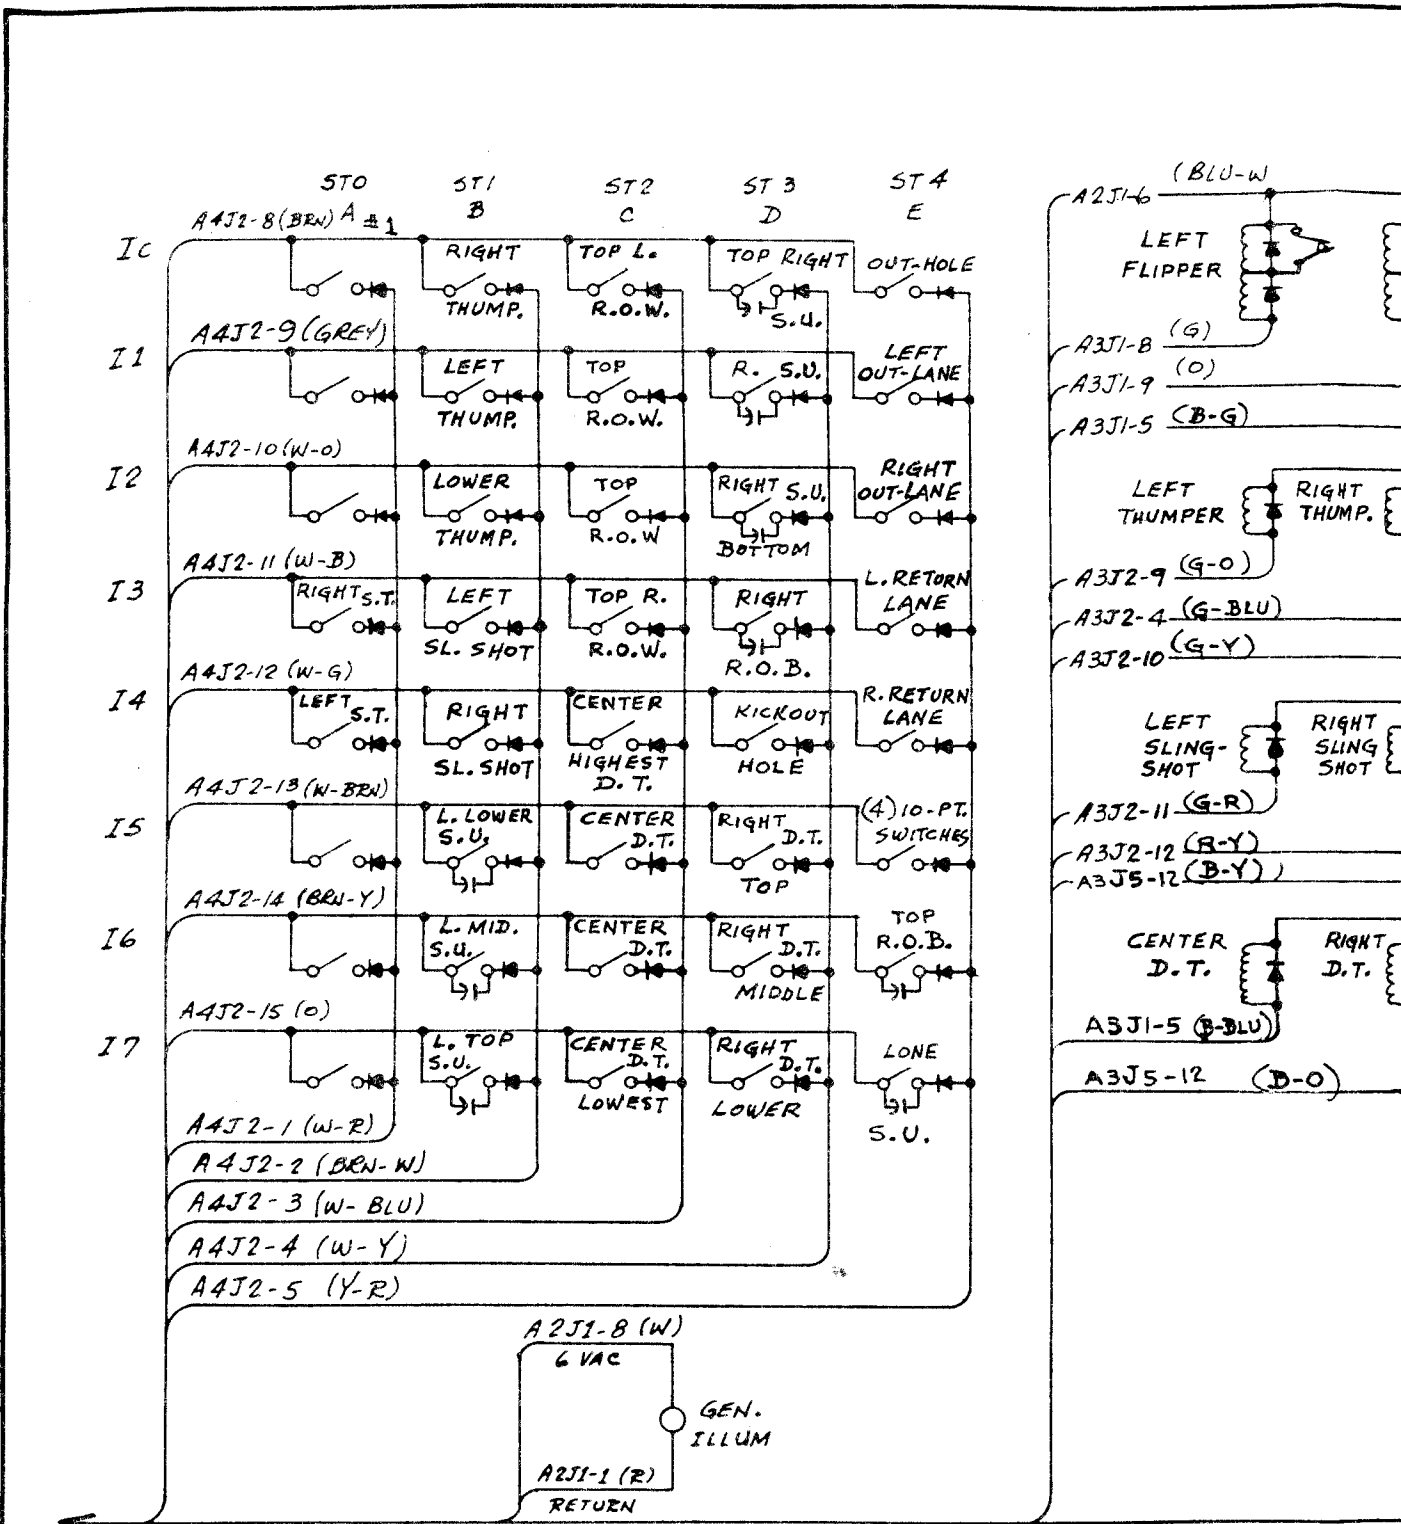 ST0 ST1 ST2 ST3 ST4
A #1 B C D E
A4J2-8 (BRN)
I0
RIGHT THUMP.
TOP L. R.O.W.
TOP RIGHT S.U.
OUT-HOLE
A4J2-9 (GREY)
I1
LEFT THUMP.
TOP R.O.W.
R. S.U.
LEFT OUT-LANE
A4J2-10 (W-O)
I2
LOWER THUMP.
TOP R.O.W
RIGHT S.U. BOTTOM
RIGHT OUT-LANE
A4J2-11 (W-B)
I3
RIGHT S.T.
LEFT SL. SHOT
TOP R. R.O.W.
RIGHT R.O.B.
L. RETURN LANE
A4J2-12 (W-G)
I4
LEFT S.T.
RIGHT SL. SHOT
CENTER HIGHEST D.T.
KICKOUT HOLE
R. RETURN LANE
A4J2-13 (W-BRN)
I5
L. LOWER S.U.
CENTER D.T.
RIGHT D.T. TOP
(4) 10-PT. SWITCHES
A4J2-14 (BRN-Y)
I6
L. MID. S.U.
CENTER D.T.
RIGHT D.T. MIDDLE
TOP R.O.B.
A4J2-15 (O)
I7
L. TOP S.U.
CENTER D.T. LOWEST
RIGHT D.T. LOWER
LONE S.U.
A4J2-1 (W-R)
A4J2-2 (BRN-W)
A4J2-3 (W-BLU)
A4J2-4 (W-Y)
A4J2-5 (Y-R)
A2J1-8 (W)
6 VAC
GEN.
ILLUM
A2J1-1 (R)
RETURN
A2J1-6 (BLU-W
LEFT
FLIPPER
A3J1-8 (G)
A3J1-9 (O)
A3J1-5 (B-G)
LEFT THUMPER
RIGHT THUMP.
A3J2-9 (G-O)
A3J2-4 (G-BLU)
A3J2-10 (G-Y)
LEFT SLING-SHOT
RIGHT SLING SHOT
A3J2-11 (G-R)
A3J2-12 (R-Y)
A3J5-12 (B-Y)
CENTER D.T.
RIGHT D.T.
A3J1-5 (B-BLU)
A3J5-12 (B-O)